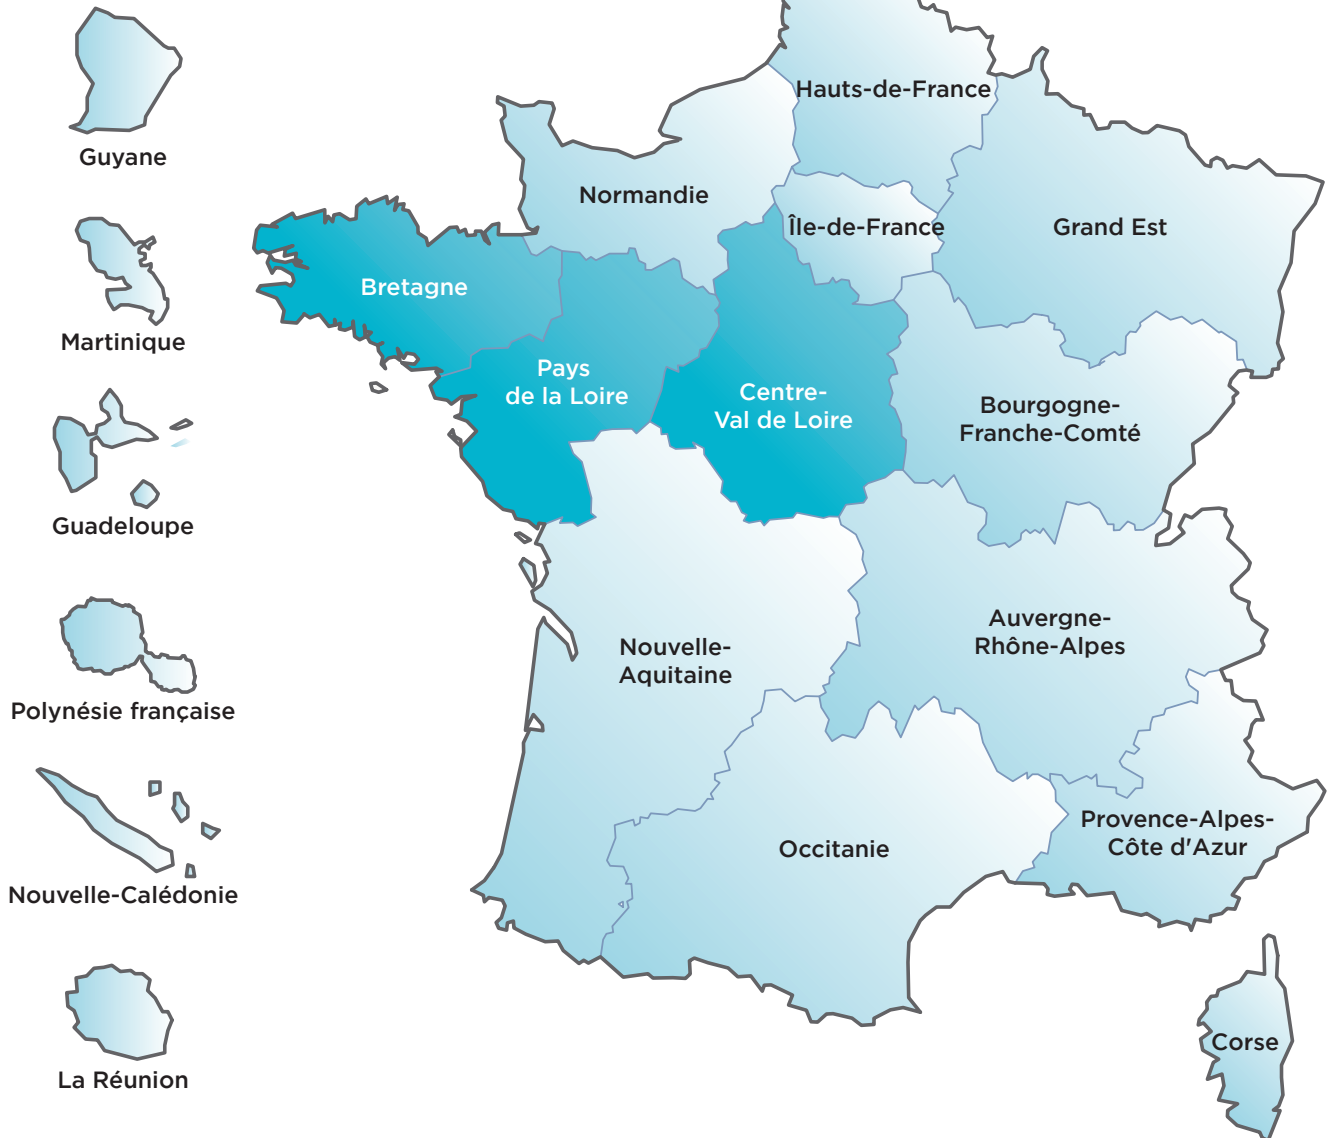 Guyane
Martinique
Guadeloupe
Polynésie française
Nouvelle-Calédonie
La Réunion
Hauts-de-France
Normandie
Île-de-France
Grand Est
Bretagne
Pays
de la Loire
Centre-
Val de Loire
Bourgogne-
Franche-Comté
Nouvelle-
Aquitaine
Auvergne-
Rhône-Alpes
Occitanie
Provence-Alpes-
Côte d'Azur
Corse